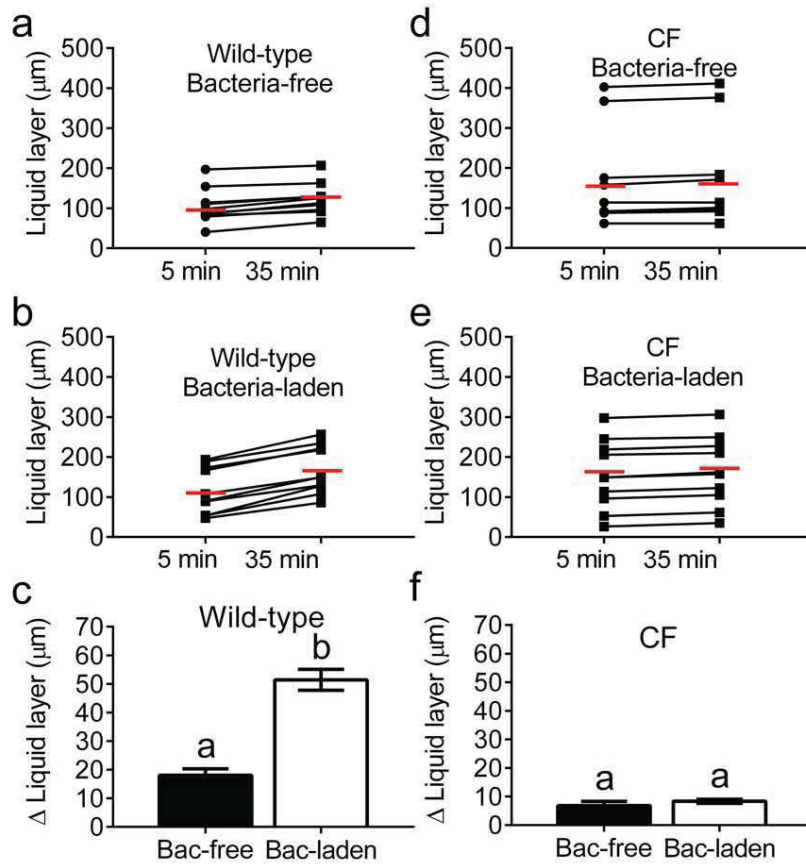 a
Wild-type
Bacteria-free
Liquid layer (μm)
500
400
300
200
100
0
5 min 35 min
d
CF
Bacteria-free
Liquid layer (μm)
500
400
300
200
100
0
5 min 35 min
b
Wild-type
Bacteria-laden
Liquid layer (μm)
500
400
300
200
100
0
5 min 35 min
e
CF
Bacteria-laden
Liquid layer (μm)
500
400
300
200
100
0
5 min 35 min
c
Wild-type
Δ Liquid layer (μm)
70
60
50
40
30
20
10
0
a
b
Bac-free Bac-laden
f
CF
Δ Liquid layer (μm)
70
60
50
40
30
20
10
0
a
a
Bac-free Bac-laden